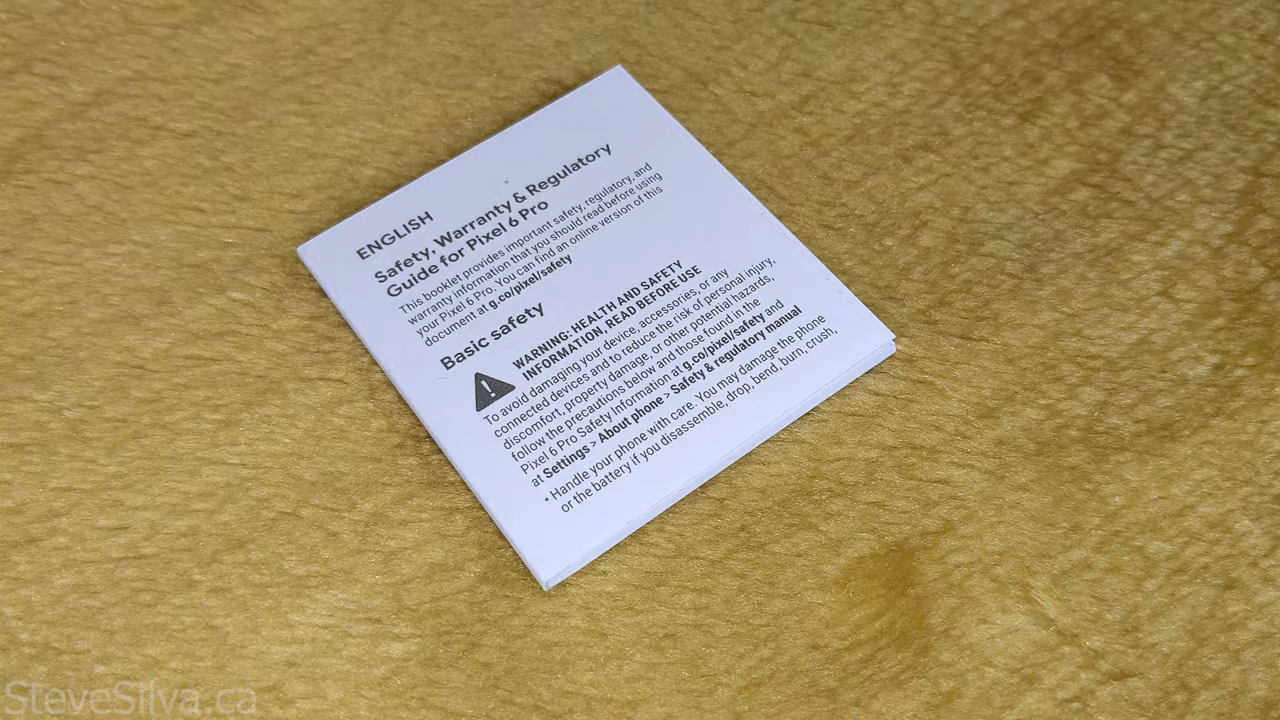 ENGLISH
Safety, Warranty & Regulatory
Guide for Pixel 6 Pro
This booklet provides important safety, regulatory, and
warranty information that you should read before using
your Pixel 6 Pro. You can find an online version of this
document at g.co/pixel/safety
Basic safety
WARNING: HEALTH AND SAFETY
INFORMATION, READ BEFORE USE
To avoid damaging your device, accessories, or any
connected devices and to reduce the risk of personal injury,
discomfort, property damage, or other potential hazards,
follow the precautions below and those found in the
Pixel 6 Pro Safety Information at g.co/pixel/safety and
at Settings > About phone > Safety & regulatory manual
• Handle your phone with care. You may damage the phone
or the battery if you disassemble, drop, bend, burn, crush,
SteveSilva.ca